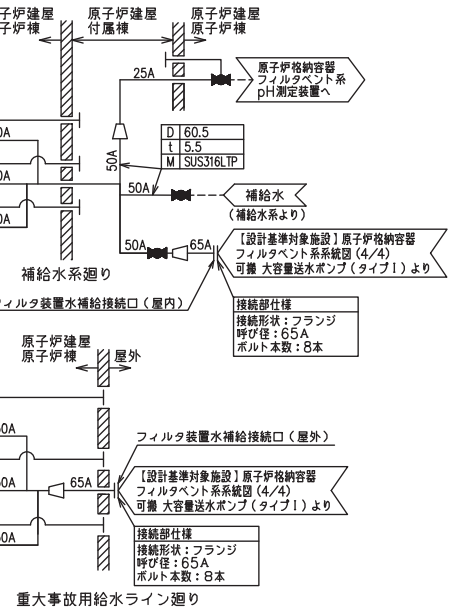 原子炉建屋
原子炉棟
原子炉建屋
付属棟
原子炉建屋
原子炉棟
25A
原子炉格納容器
フィルタベント系
pH測定装置へ
50A
D 60.5
t 5.5
M SUS316LTP
50A
補給水
(補給水系より)
50A
65A
【設計基準対象施設】原子炉格納容器
フィルタベント系系統図(4/4)
可搬 大容量送水ポンプ(タイプⅠ)より
補給水系廻り
フィルタ装置水補給接続口(屋内)
接続部仕様
接続形状:フランジ
呼び径:65A
ボルト本数:8本
原子炉建屋
原子炉棟
屋外
フィルタ装置水補給接続口(屋外)
50A
65A
【設計基準対象施設】原子炉格納容器
フィルタベント系系統図(4/4)
可搬 大容量送水ポンプ(タイプⅠ)より
接続部仕様
接続形状:フランジ
呼び径:65A
ボルト本数:8本
重大事故用給水ライン廻り